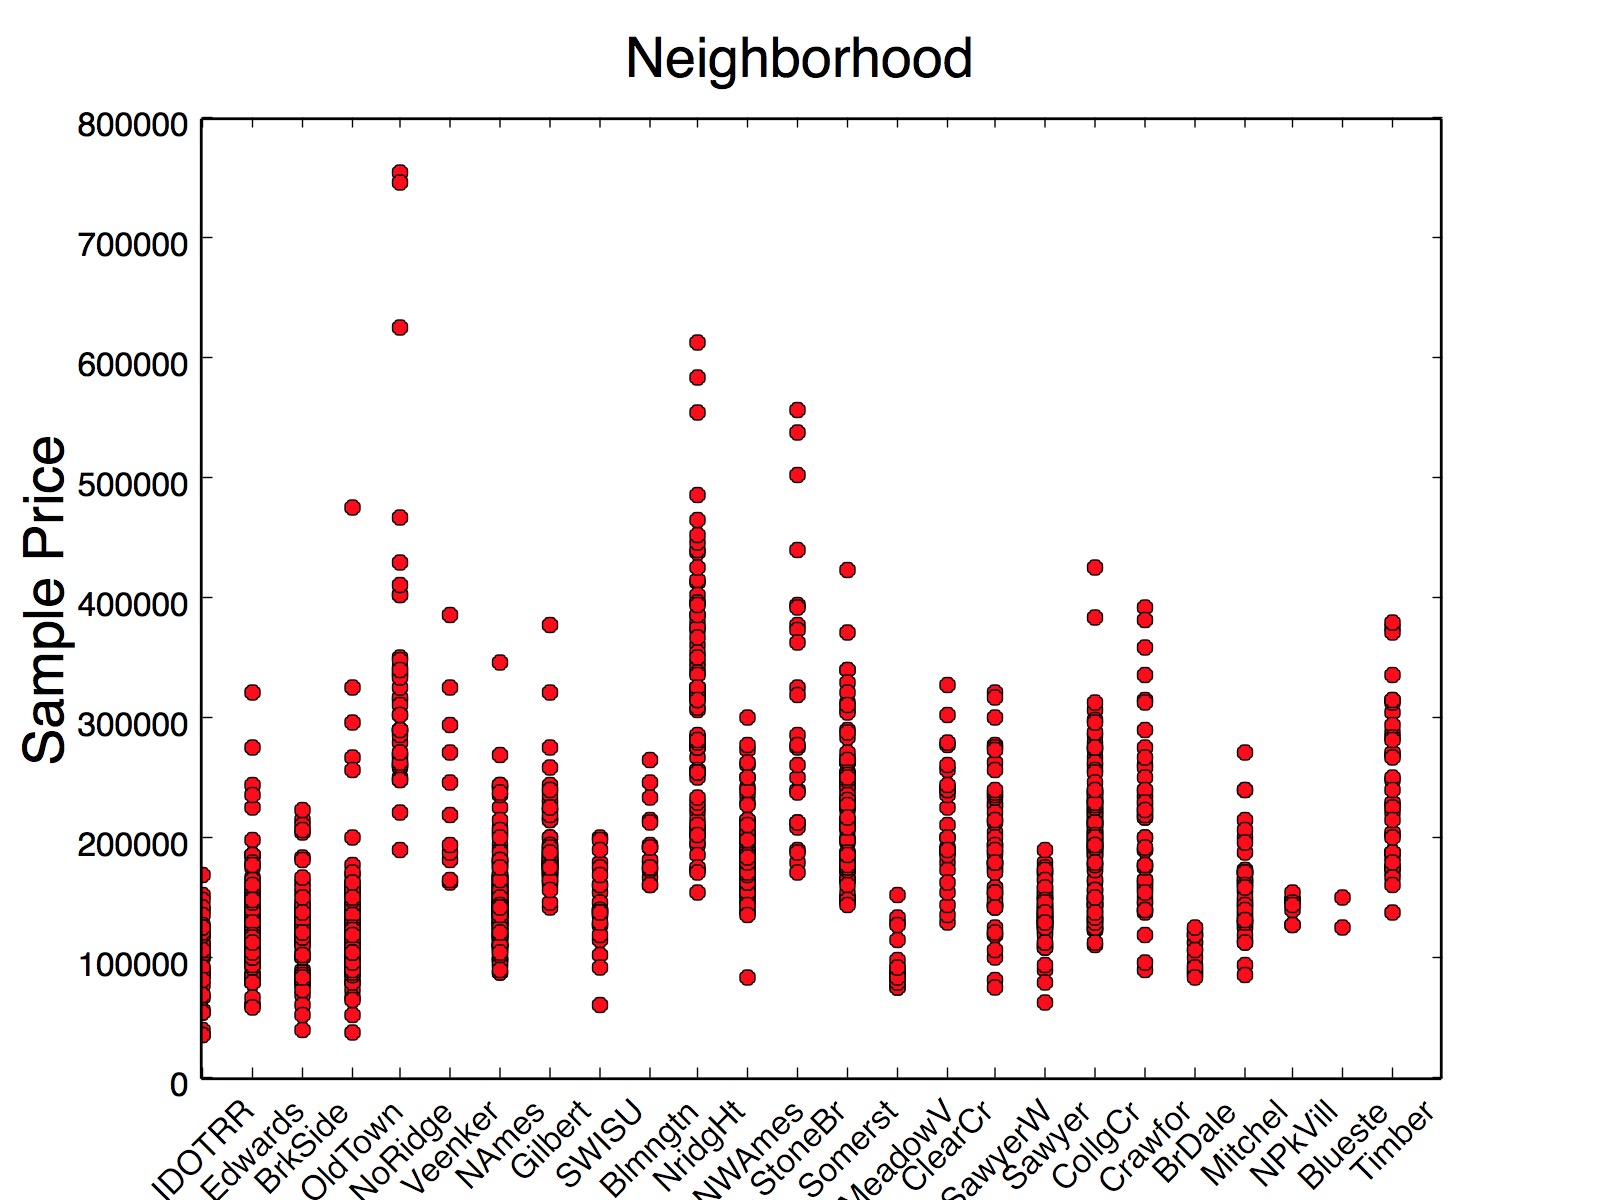 Neighborhood
800000
700000
600000
500000
400000
300000
200000
100000
0
Sample Price
IDOTRR
Edwards
BrkSide
OldTown
NoRidge
Veenker
NAmes
Gilbert
SWISU
Blmngtn
NridgHt
NWAmes
StoneBr
Somerst
MeadowV
ClearCr
SawyerW
Sawyer
CollgCr
Crawfor
BrDale
Mitchel
NPkVill
Blueste
Timber